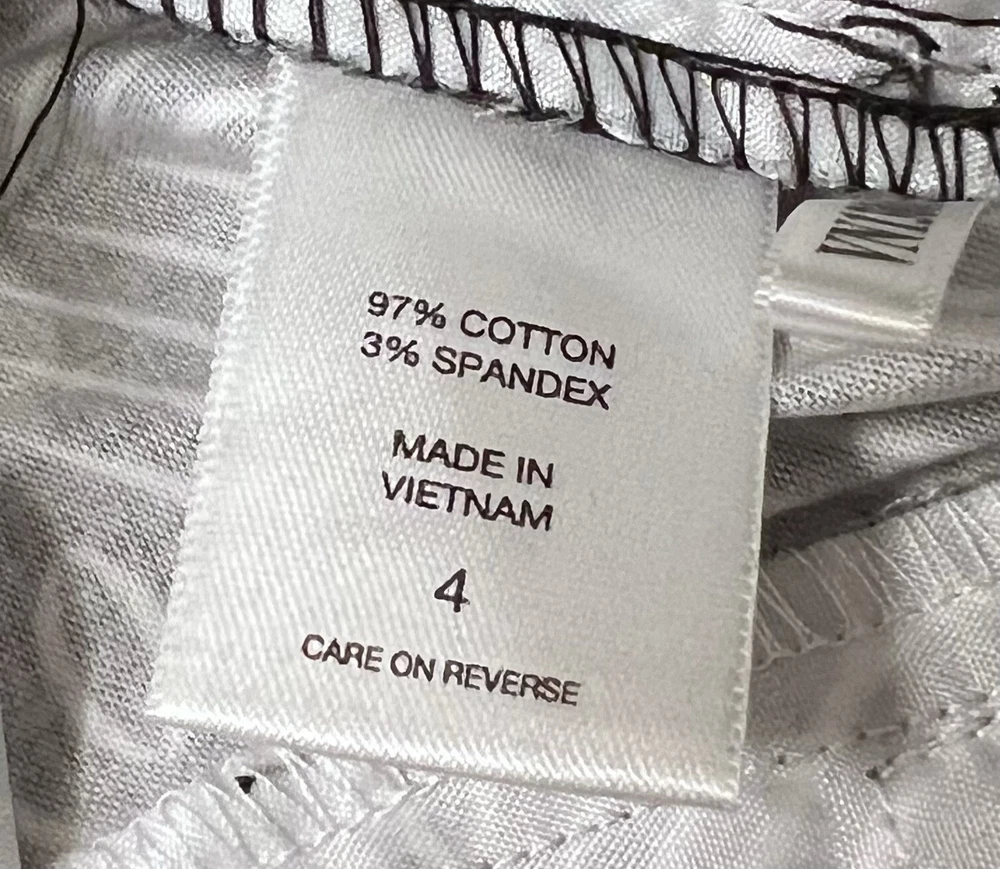 97% COTTON
3% SPANDEX
MADE IN
VIETNAM
4
CARE ON REVERSE